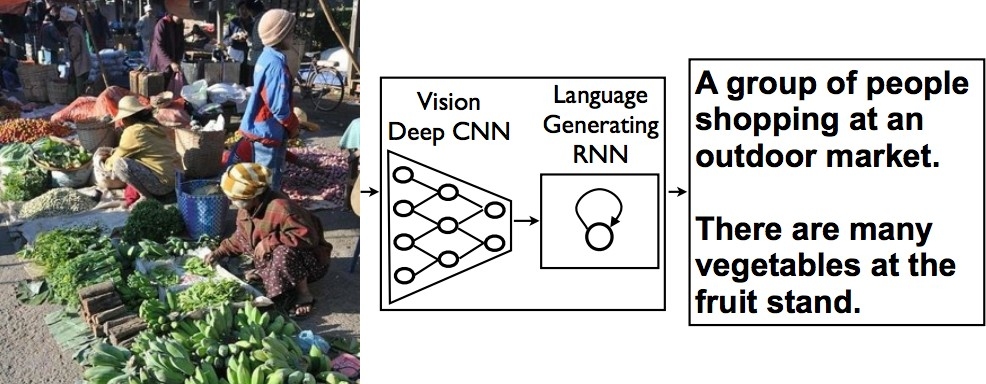 Vision
Deep CNN
Language
Generating
RNN
A group of people
shopping at an
outdoor market.
There are many
vegetables at the
fruit stand.